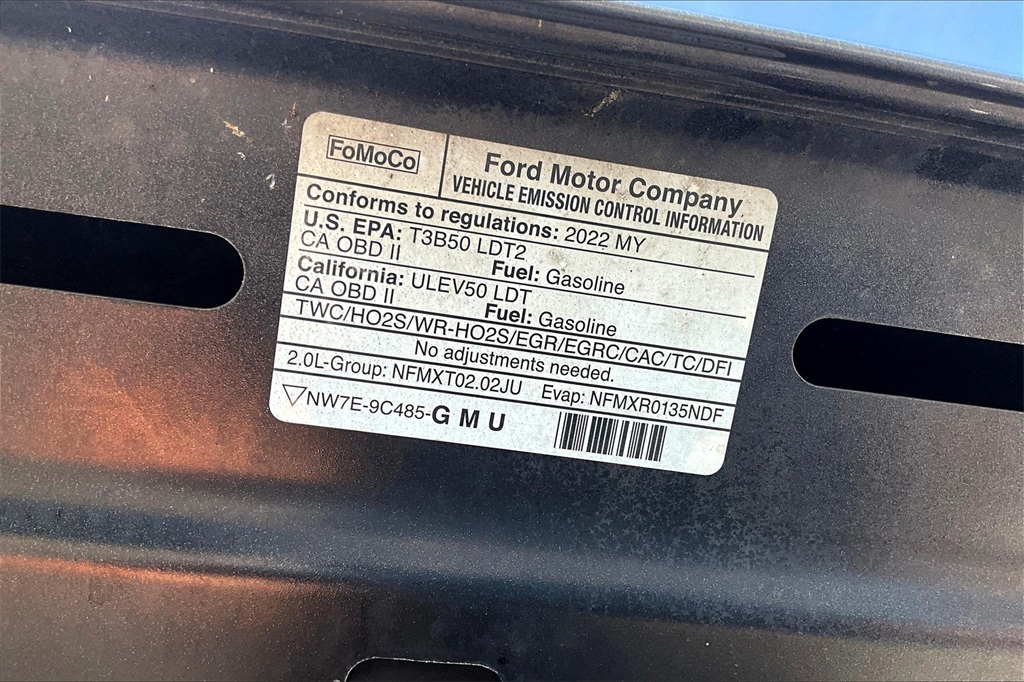 FoMoCo
Ford Motor Company
VEHICLE EMISSION CONTROL INFORMATION
Conforms to regulations: 2022 MY
U.S. EPA: T3B50 LDT2
CA OBD II Fuel: Gasoline
California: ULEV50 LDT
CA OBD II Fuel: Gasoline
TWC/HO2S/WR-HO2S/EGR/EGRC/CAC/TC/DFI
No adjustments needed.
2.0L-Group: NFMXT02.02JU Evap: NFMXR0135NDF
NW7E-9C485-G M U